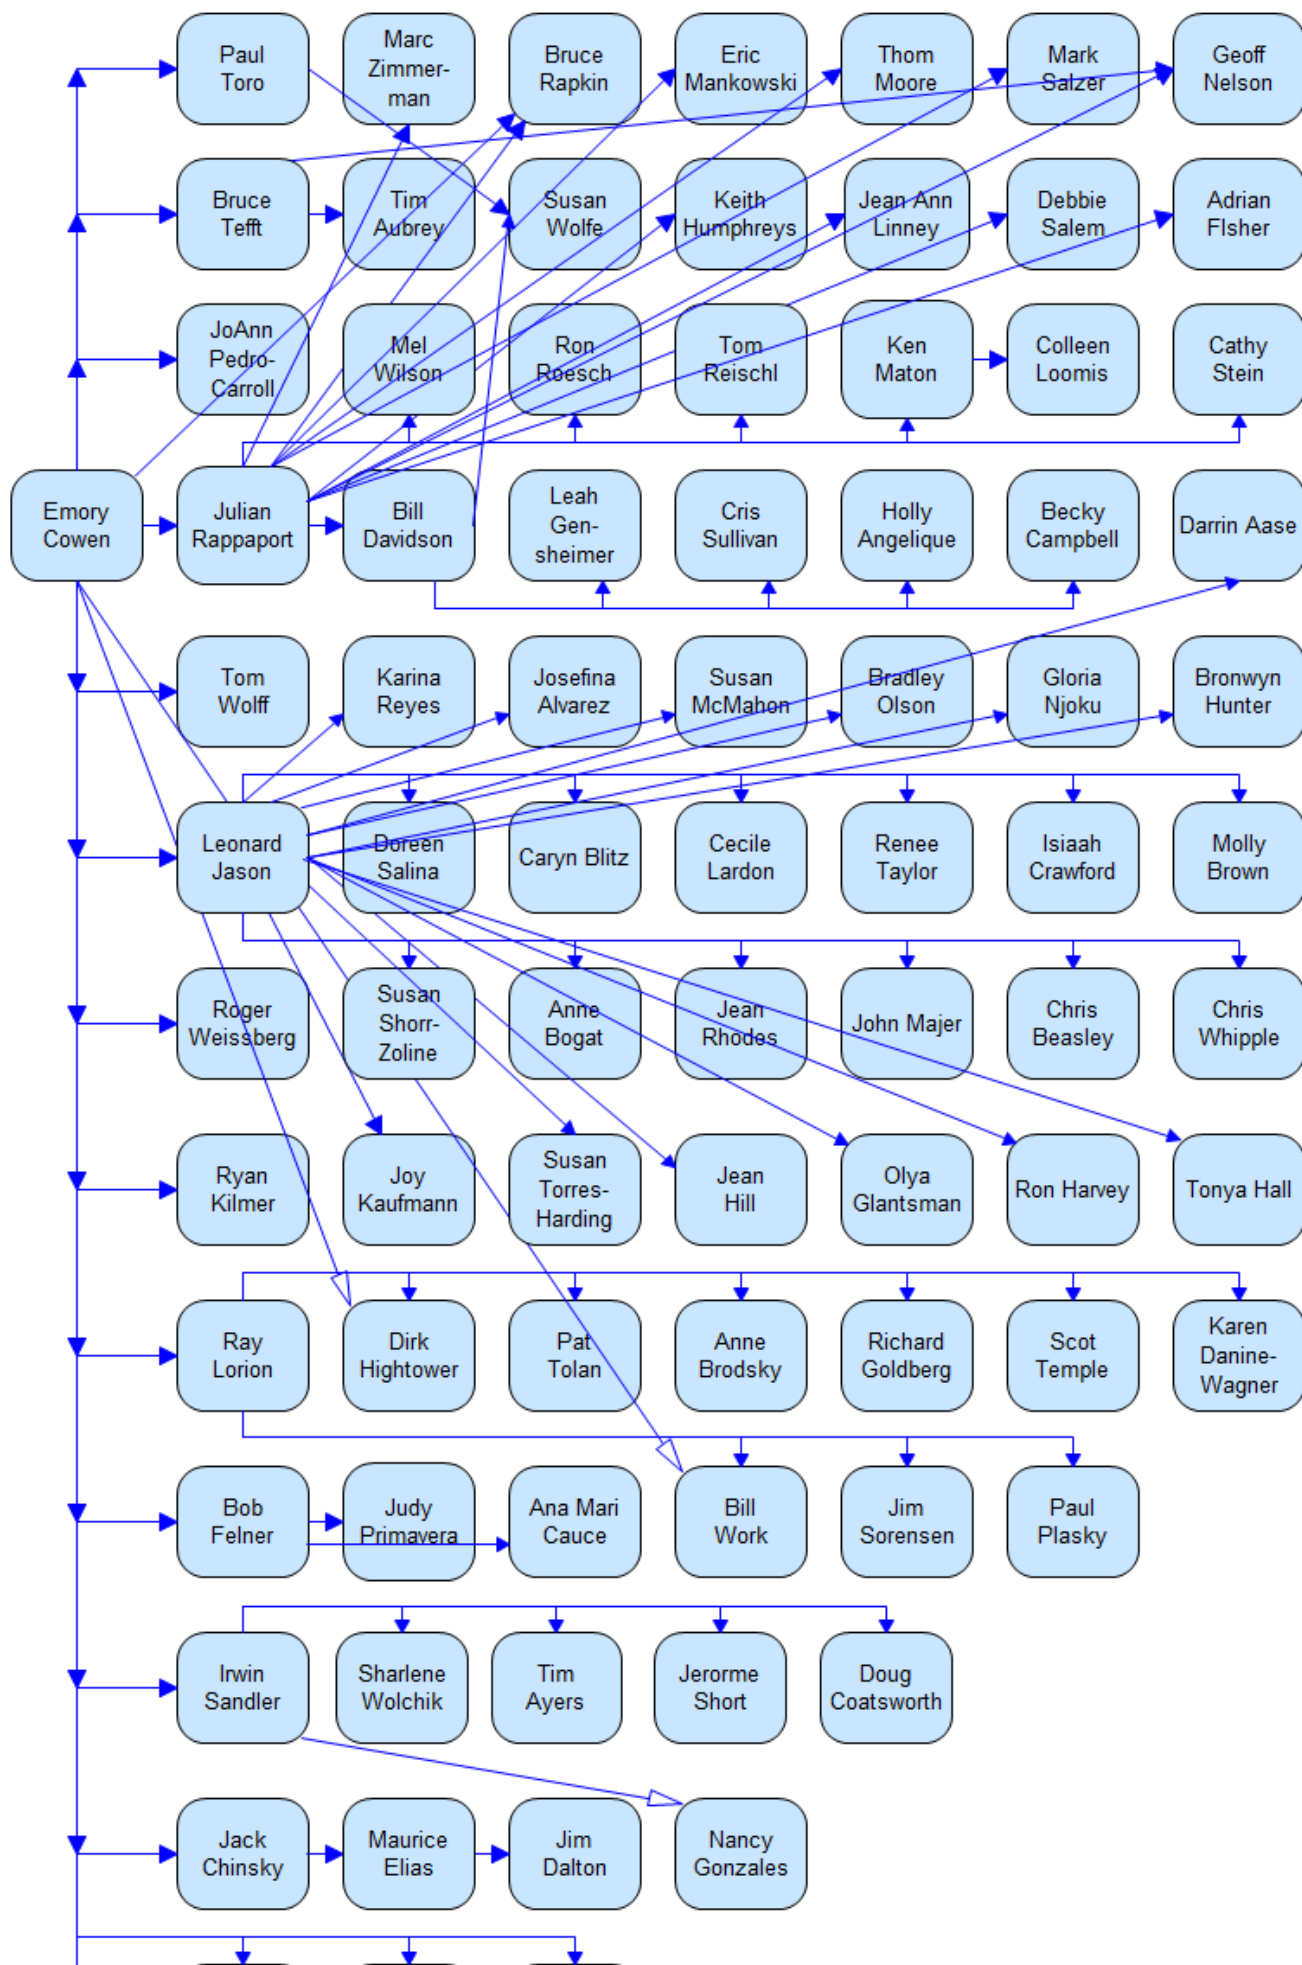 Paul
Toro
Marc
Zimmer-
man
Bruce
Rapkin
Eric
Mankowski
Thom
Moore
Mark
Salzer
Geoff
Nelson
Bruce
Tefft
Tim
Aubrey
Susan
Wolfe
Keith
Humphreys
Jean Ann
Linney
Debbie
Salem
Adrian
FIsher
JoAnn
Pedro-
Carroll
Mel
Wilson
Ron
Roesch
Tom
Reischl
Ken
Maton
Colleen
Loomis
Cathy
Stein
Emory
Cowen
Julian
Rappaport
Bill
Davidson
Leah
Gen-
sheimer
Cris
Sullivan
Holly
Angelique
Becky
Campbell
Darrin Aase
Tom
Wolff
Karina
Reyes
Josefina
Alvarez
Susan
McMahon
Bradley
Olson
Gloria
Njoku
Bronwyn
Hunter
Leonard
Jason
Doreen
Salina
Caryn Blitz
Cecile
Lardon
Renee
Taylor
Isiaah
Crawford
Molly
Brown
Roger
Weissberg
Susan
Shorr-
Zoline
Anne
Bogat
Jean
Rhodes
John Majer
Chris
Beasley
Chris
Whipple
Ryan
Kilmer
Joy
Kaufmann
Susan
Torres-
Harding
Jean
Hill
Olya
Glantsman
Ron Harvey
Tonya Hall
Ray
Lorion
Dirk
Hightower
Pat
Tolan
Anne
Brodsky
Richard
Goldberg
Scot
Temple
Karen
Danine-
Wagner
Bob
Felner
Judy
Primavera
Ana Mari
Cauce
Bill
Work
Jim
Sorensen
Paul
Plasky
Irwin
Sandler
Sharlene
Wolchik
Tim
Ayers
Jerorme
Short
Doug
Coatsworth
Jack
Chinsky
Maurice
Elias
Jim
Dalton
Nancy
Gonzales